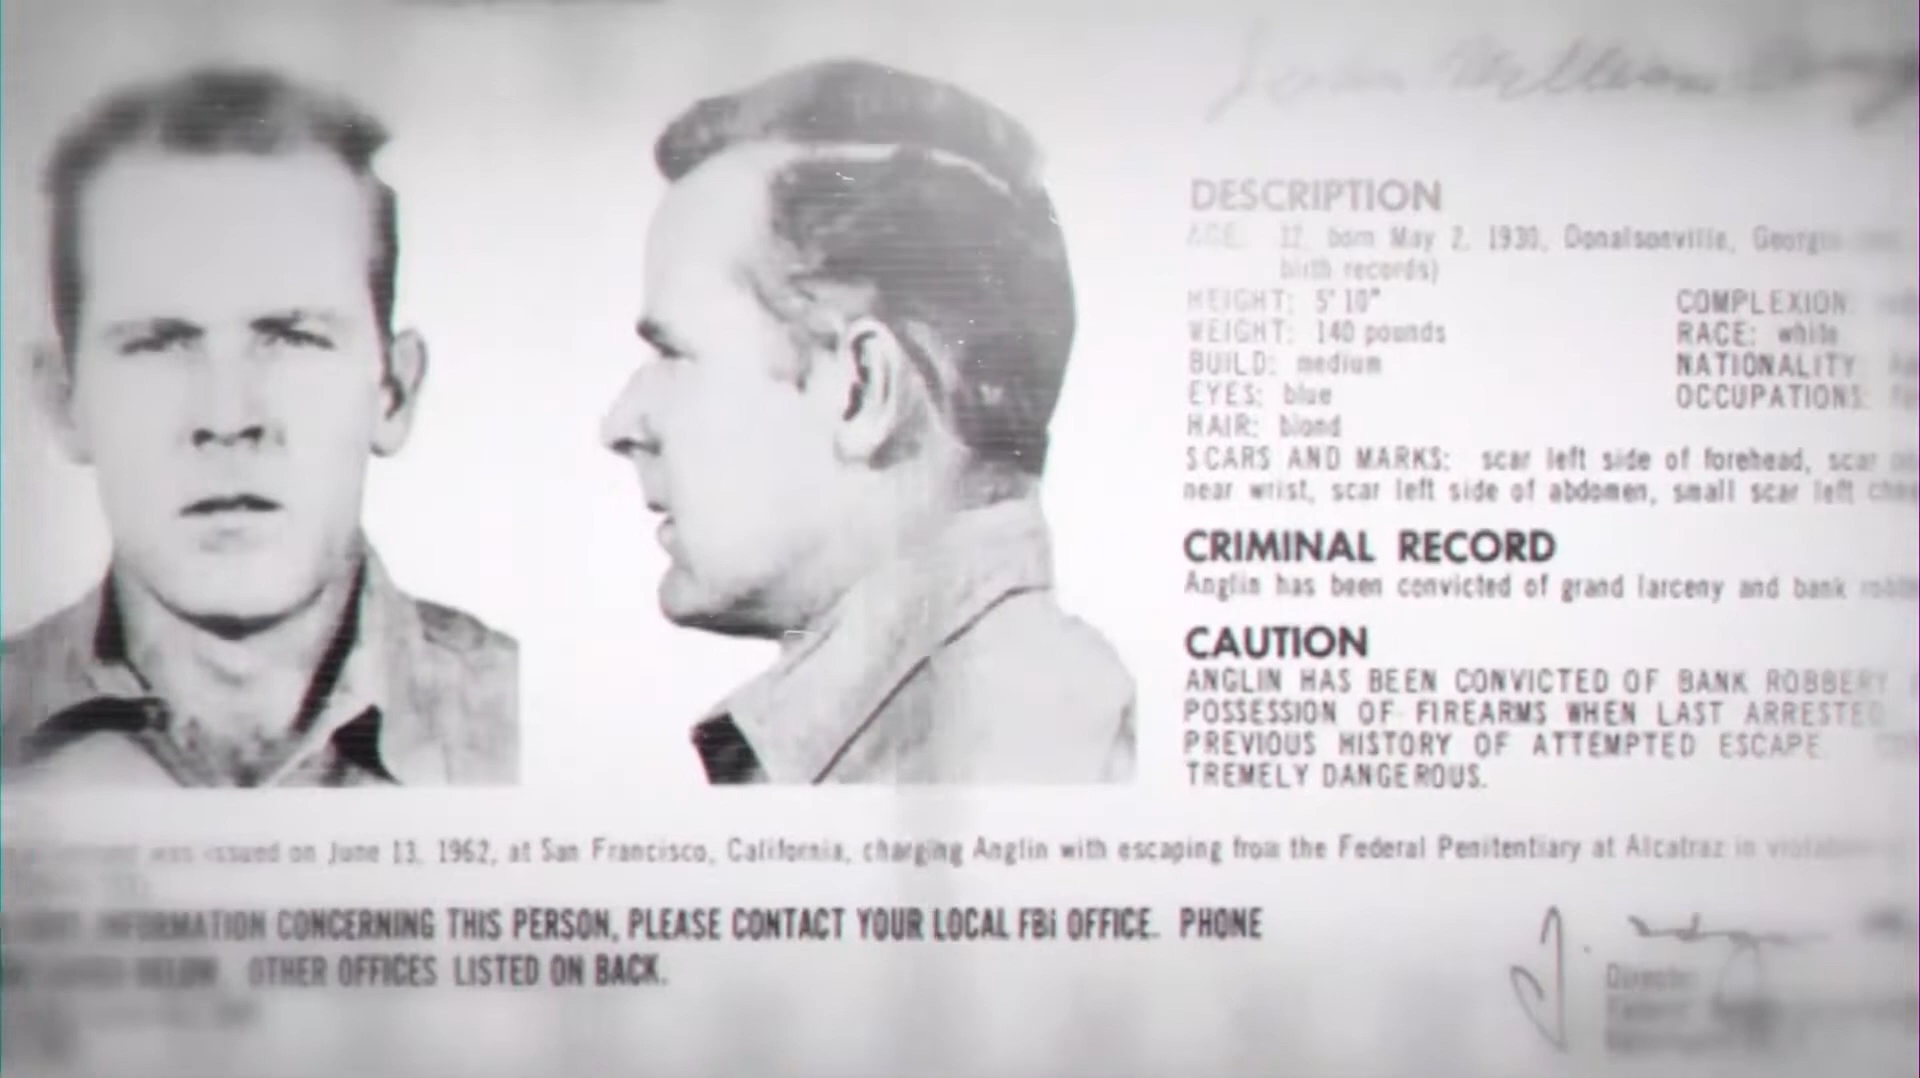 John William
DESCRIPTION
AGE: 32, born May 2, 1930, Donalsonville, Georgia
birth records)
HEIGHT: 5'10" COMPLEXION:
WEIGHT: 140 pounds RACE: white
BUILD: medium NATIONALITY:
EYES: blue OCCUPATIONS:
HAIR: blond
SCARS AND MARKS: scar left side of forehead, scar
near wrist, scar left side of abdomen, small scar left
CRIMINAL RECORD
Anglin has been convicted of grand larceny and bank
CAUTION
ANGLIN HAS BEEN CONVICTED OF BANK ROBBERY
POSSESSION OF FIREARMS WHEN LAST ARRESTED
PREVIOUS HISTORY OF ATTEMPTED ESCAPE
TREMELY DANGEROUS.
was issued on June 13, 1962, at San Francisco, California, charging Anglin with escaping from the Federal Penitentiary at Alcatraz in
INFORMATION CONCERNING THIS PERSON, PLEASE CONTACT YOUR LOCAL FBI OFFICE. PHONE
BELOW. OTHER OFFICES LISTED ON BACK.
Director